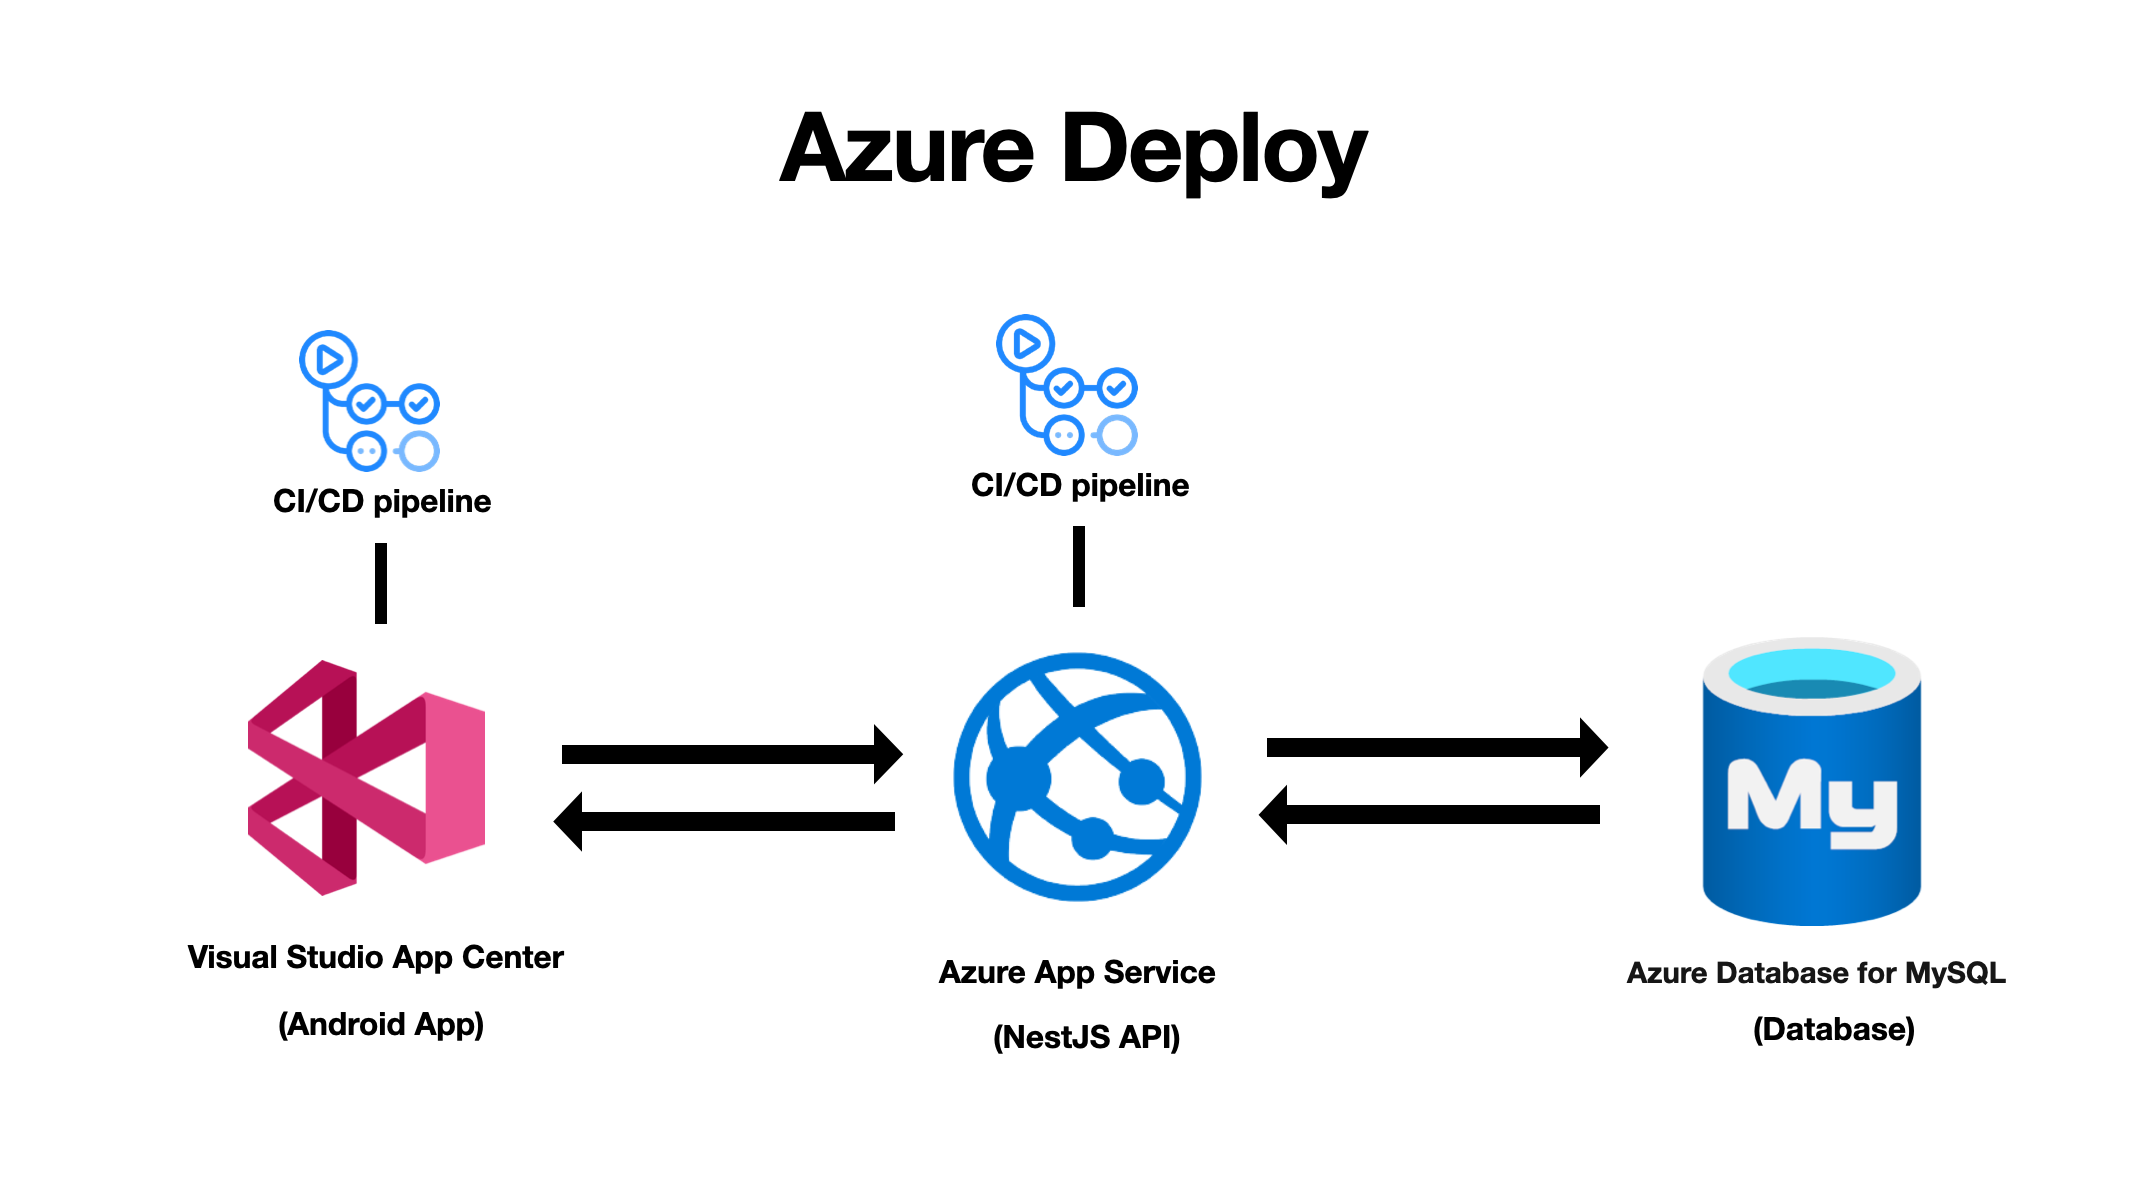 Azure Deploy
CI/CD pipeline
CI/CD pipeline
My
Visual Studio App Center
(Android App)
Azure App Service
(NestJS API)
Azure Database for MySQL
(Database)